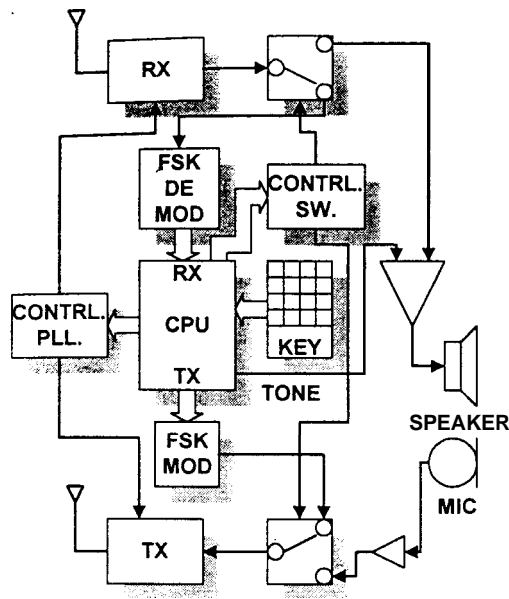 RX
FSK
DE
MOD
CONTRL.
SW.
RX
CPU
TX
CONTRL.
PLL.
KEY
TONE
SPEAKER
FSK
MOD
MIC
TX